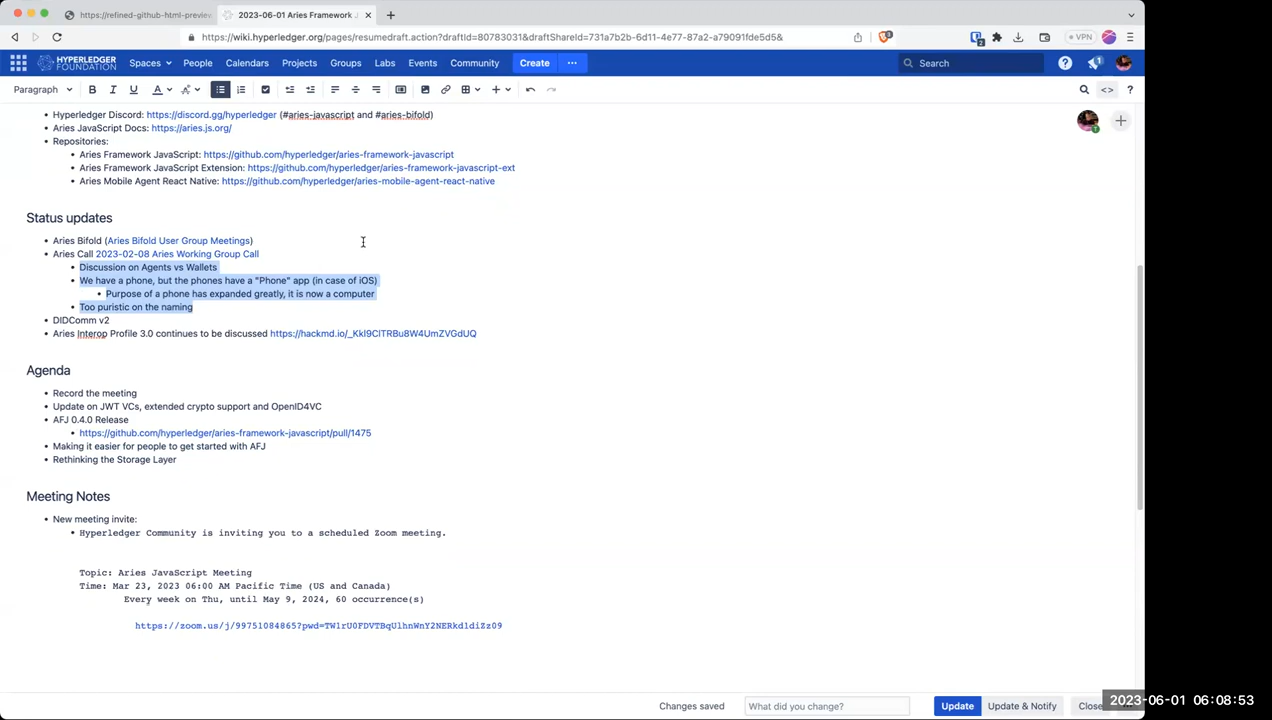 https://refined-github-html-preview
2023-06-01 Aries Framework J
https://wiki.hyperledger.org/pages/resumedraft.action?draftId=80783031&draftShareId=731a7b2b-6d11-4e77-87a2-a79091fde5d5&
VPN
HYPERLEDGER FOUNDATION Spaces People Calendars Projects Groups Labs Events Community Create Search
Paragraph B I U A
Hyperledger Discord: https://discord.gg/hyperledger (#aries-javascript and #aries-bifold)
Aries JavaScript Docs: https://aries.js.org/
Repositories:
Aries Framework JavaScript: https://github.com/hyperledger/aries-framework-javascript
Aries Framework JavaScript Extension: https://github.com/hyperledger/aries-framework-javascript-ext
Aries Mobile Agent React Native: https://github.com/hyperledger/aries-mobile-agent-react-native
Status updates
Aries Bifold (Aries Bifold User Group Meetings)
Aries Call 2023-02-08 Aries Working Group Call
Discussion on Agents vs Wallets
We have a phone, but the phones have a "Phone" app (in case of iOS)
Purpose of a phone has expanded greatly, it is now a computer
Too puristic on the naming
DIDComm v2
Aries Interop Profile 3.0 continues to be discussed https://hackmd.io/_KkI9ClTRBu8W4UmZVGdUQ
Agenda
Record the meeting
Update on JWT VCs, extended crypto support and OpenID4VC
AFJ 0.4.0 Release
https://github.com/hyperledger/aries-framework-javascript/pull/1475
Making it easier for people to get started with AFJ
Rethinking the Storage Layer
Meeting Notes
New meeting invite:
Hyperledger Community is inviting you to a scheduled Zoom meeting.
Topic: Aries JavaScript Meeting
Time: Mar 23, 2023 06:00 AM Pacific Time (US and Canada)
Every week on Thu, until May 9, 2024, 60 occurrence(s)
https://zoom.us/j/99751084865?pwd=TW1rU0FDVTBqUlhnWnY2NERkd1diZz09
Changes saved What did you change? Update Update & Notify Close
2023-06-01 06:08:53